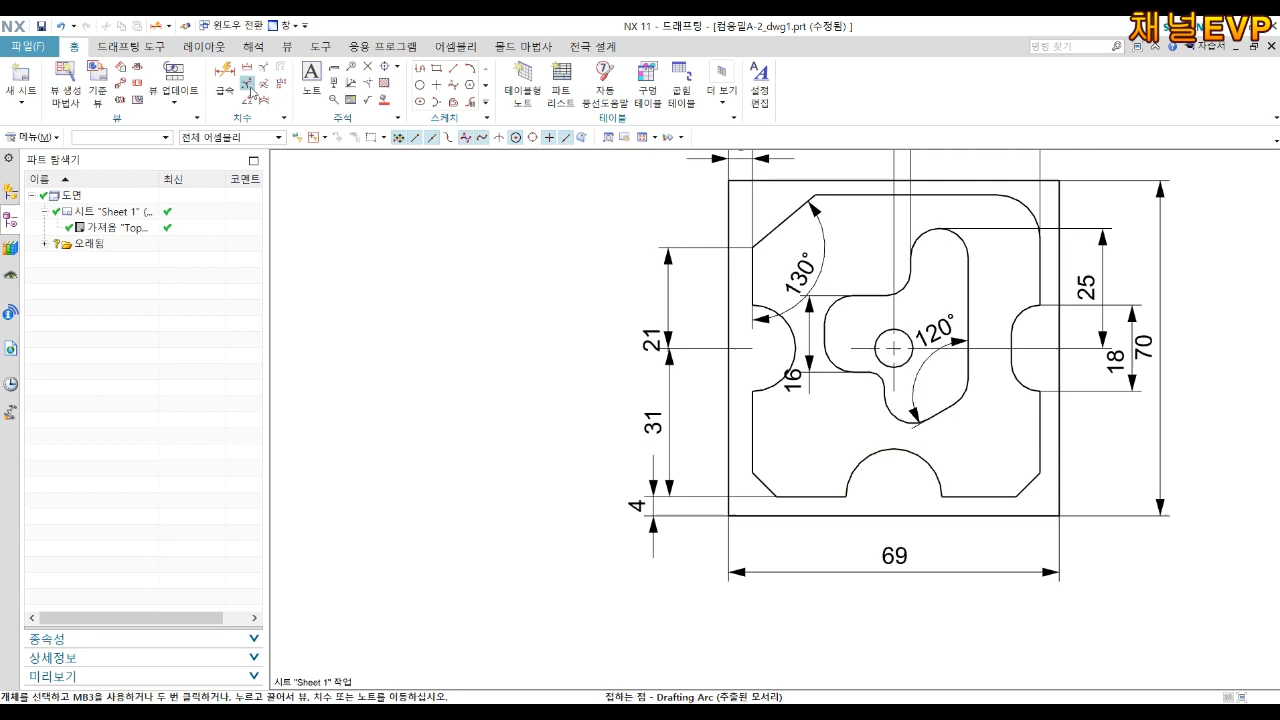 NX
윈도우 전환
창
NX 11 - 드래프팅 - [컴응밀A-2_dwg1.prt (수정됨) ]
채널EVP
파일(F)
홈
드래프팅 도구
레이아웃
해석
뷰
도구
응용 프로그램
어셈블리
몰드 마법사
전극 설계
명령 찾기
새 시트
뷰 생성 마법사
기준 뷰
뷰 업데이트
급속
노트
테이블형 노트
파트 리스트
자동 풍선도움말
구멍 테이블
굽힘 테이블
더 보기
설정 편집
뷰
치수
주석
스케치
테이블
메뉴(M)
전체 어셈블리
파트 탐색기
이름
최신
코멘트
도면
시트 "Sheet 1" (...
가져옴 "Top...
오래됨
130°
120°
21
16
31
4
25
18
70
69
종속성
상세정보
미리보기
시트 "Sheet 1" 작업
개체를 선택하고 MB3을 사용하거나 두 번 클릭하거나, 누르고 끌어서 뷰, 치수 또는 노트를 이동하십시오.
접하는 점 - Drafting Arc (추출된 모서리)